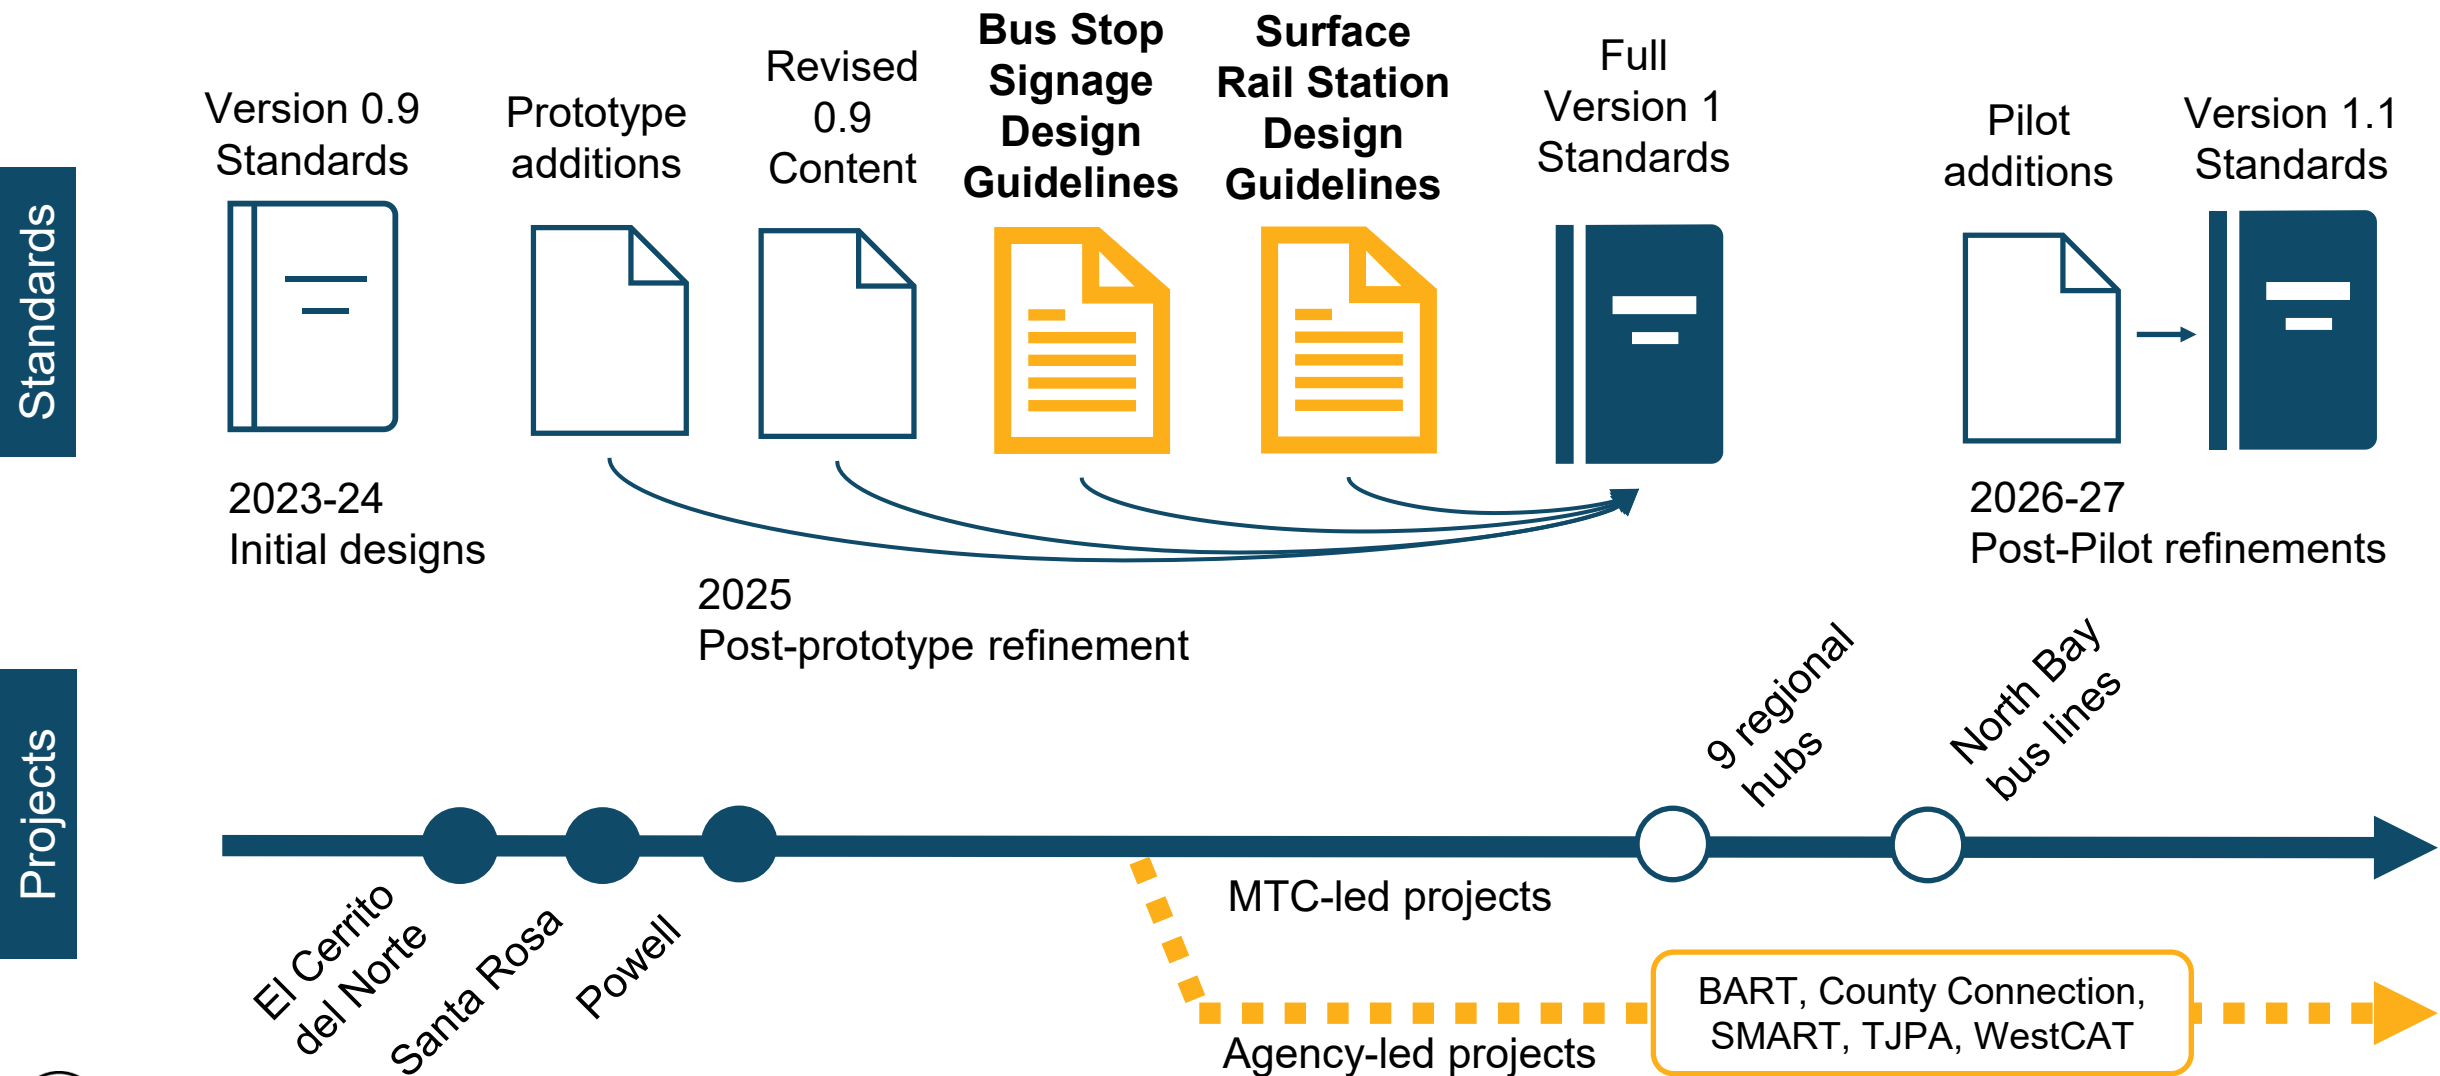 Standards
Version 0.9
Standards
Prototype
additions
Revised
0.9
Content
Bus Stop
Signage
Design
Guidelines
Surface
Rail Station
Design
Guidelines
Full
Version 1
Standards
Pilot
additions
Version 1.1
Standards
2023-24
Initial designs
2025
Post-prototype refinement
2026-27
Post-Pilot refinements
Projects
El Cerrito
del Norte
Santa Rosa
Powell
9 regional
hubs
North Bay
bus lines
MTC-led projects
Agency-led projects
BART, County Connection,
SMART, TJPA, WestCAT